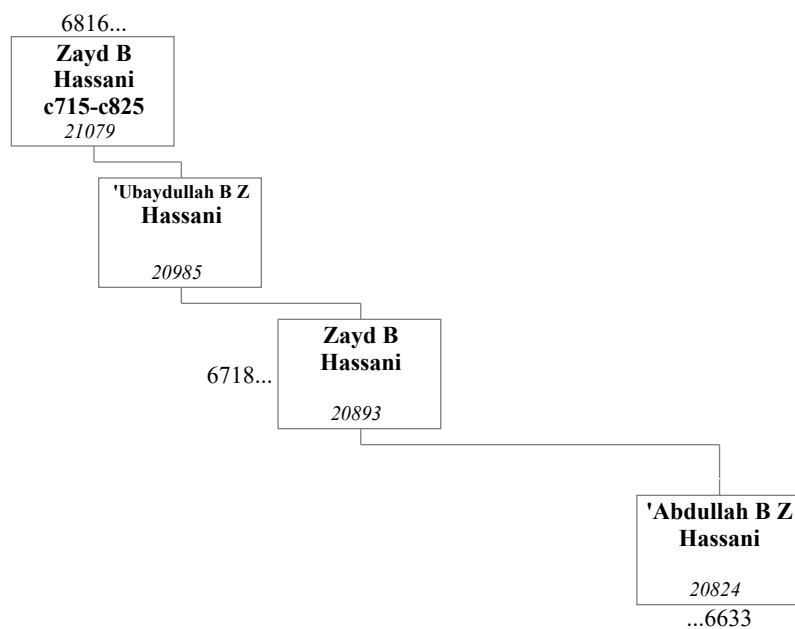 6816...
Zayd B
Hassani
c715-c825
21079
'Ubaydullah B Z
Hassani
20985
Zayd B
Hassani
6718...
20893
'Abdullah B Z
Hassani
20824
...6633